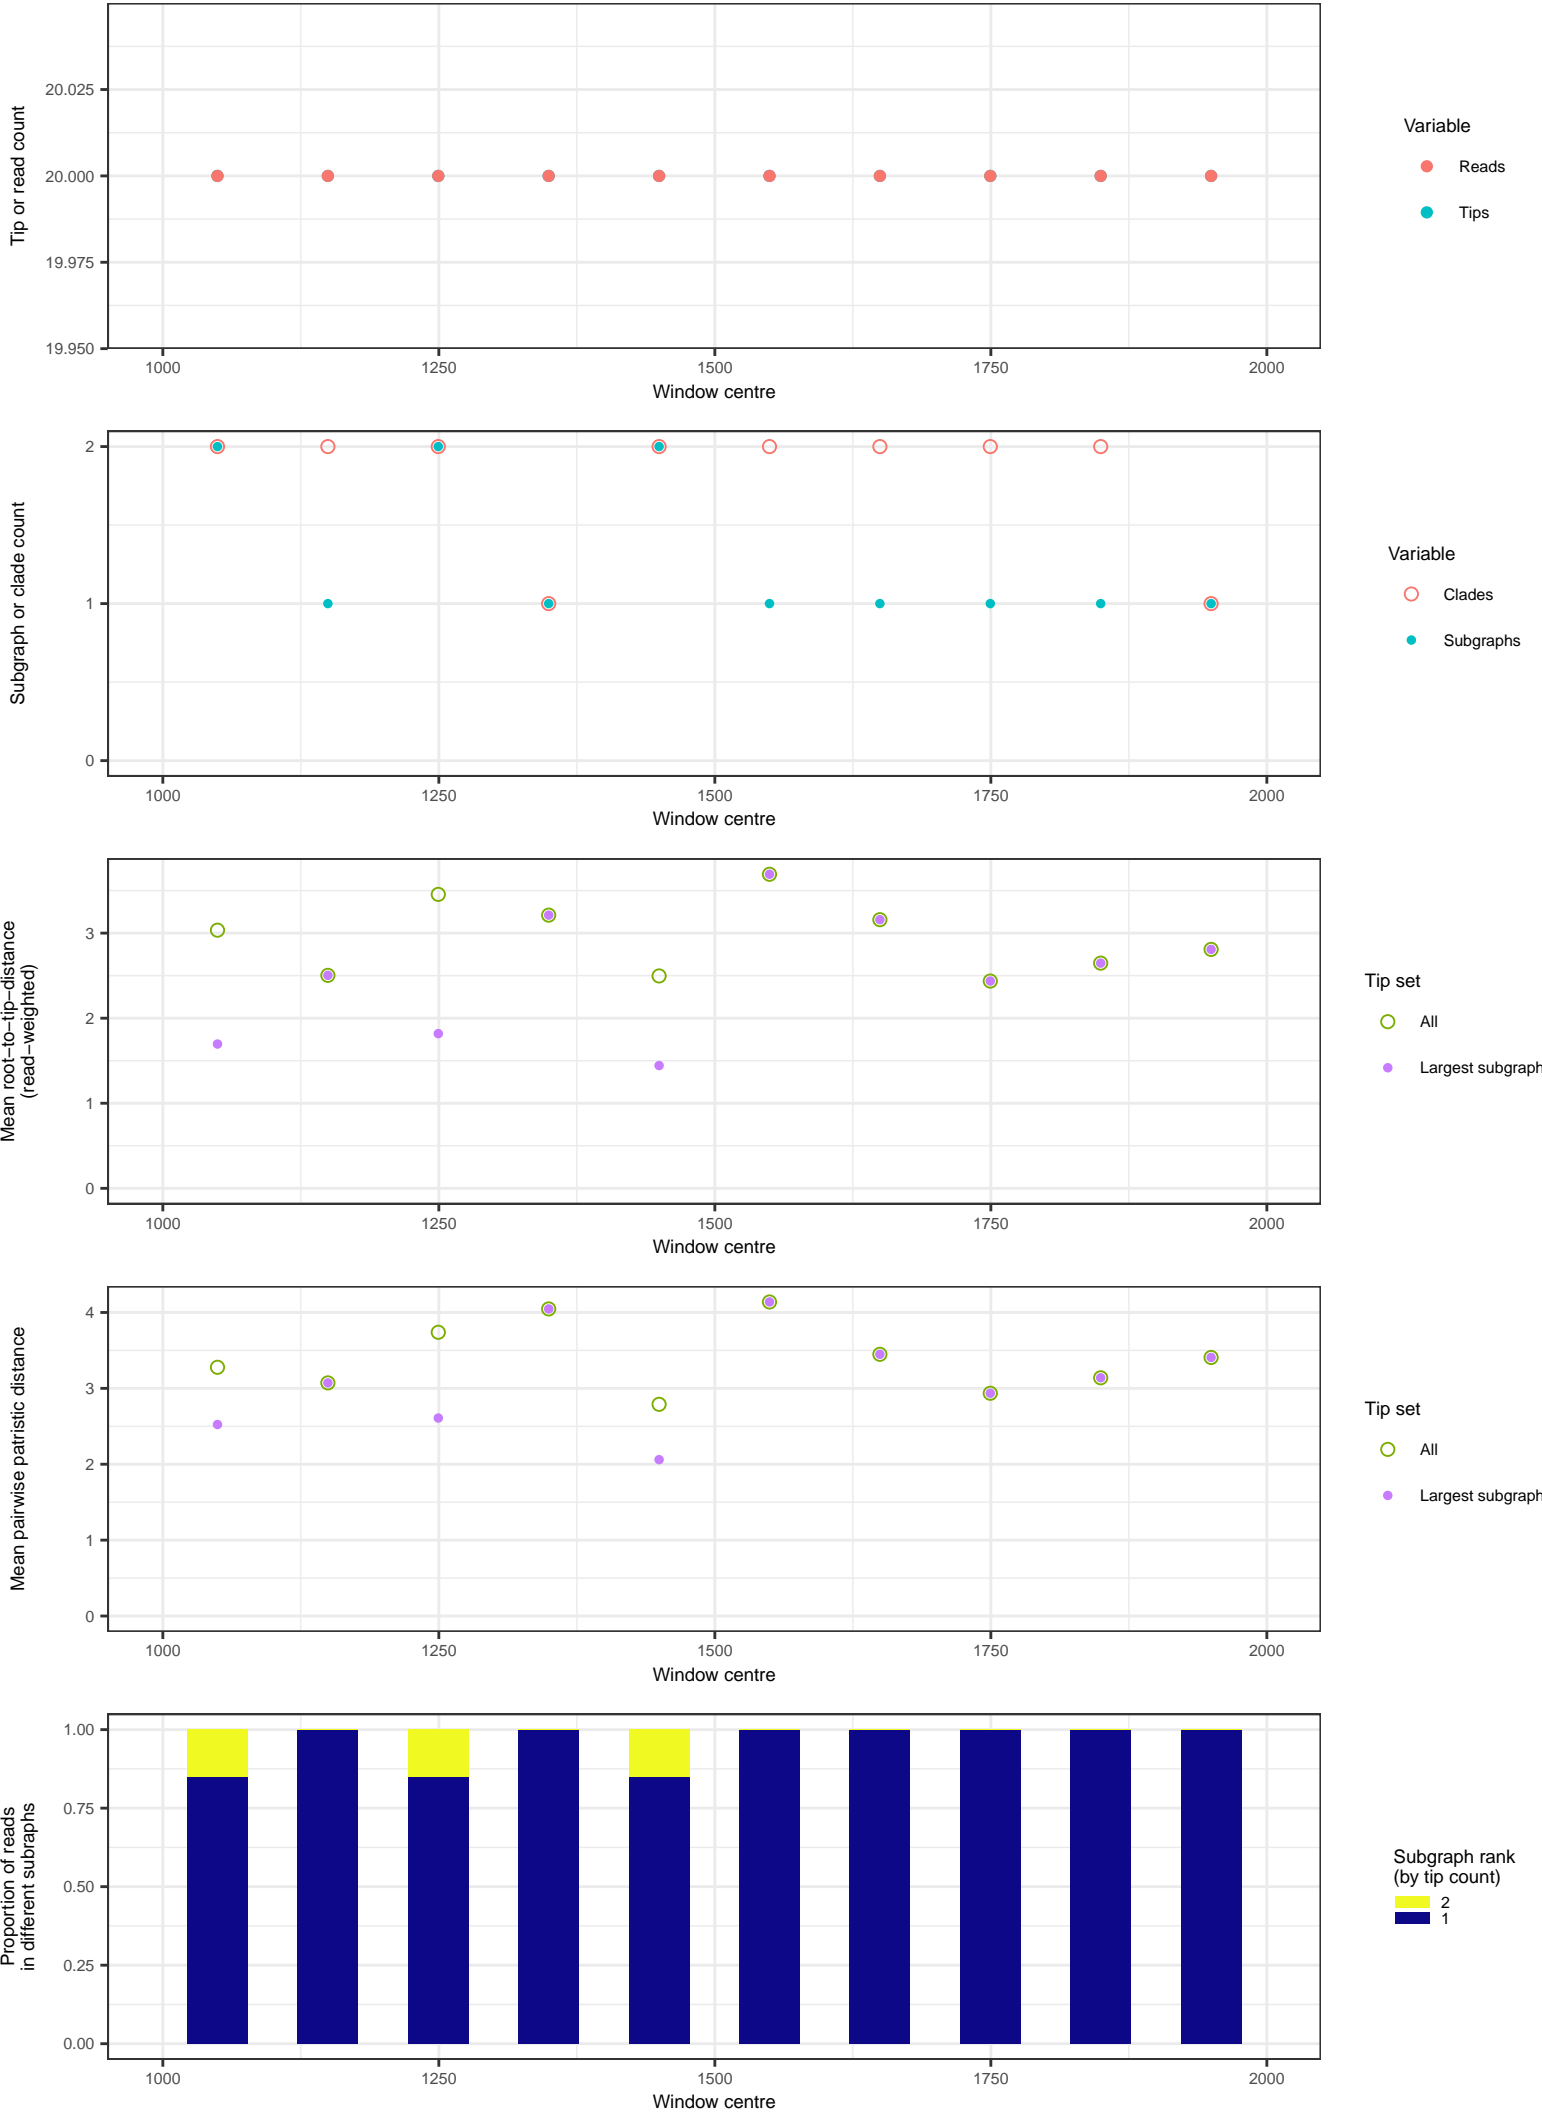 Tip or read count
20.025
20.000
19.975
19.950
1000 1250 1500 1750 2000
Window centre
Variable
Reads
Tips
Subgraph or clade count
2
1
0
1000 1250 1500 1750 2000
Window centre
Variable
Clades
Subgraphs
Mean root−to−tip−distance
(read−weighted)
3
2
1
0
1000 1250 1500 1750 2000
Window centre
Tip set
All
Largest subgraph
Mean pairwise patristic distance
4
3
2
1
0
1000 1250 1500 1750 2000
Window centre
Tip set
All
Largest subgraph
Proportion of reads
in different subraphs
1.00
0.75
0.50
0.25
0.00
1000 1250 1500 1750 2000
Window centre
Subgraph rank
(by tip count)
2
1